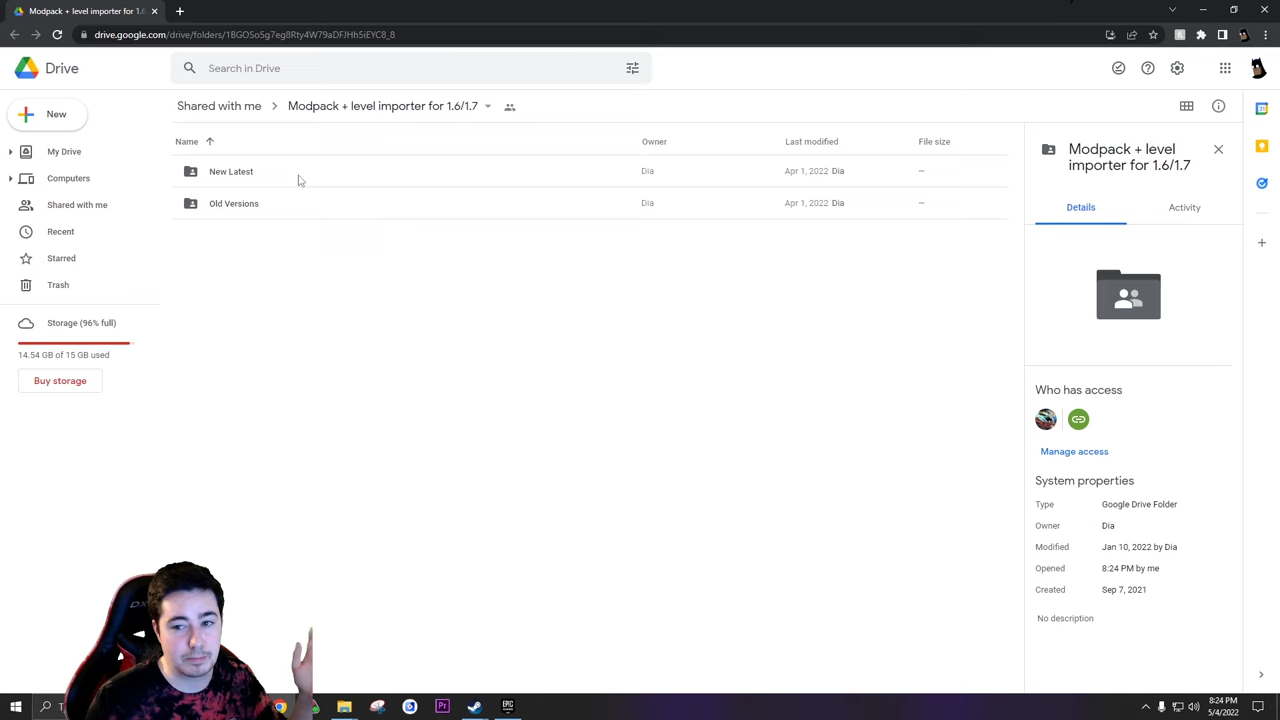 Modpack + level importer for 1.6
drive.google.com/drive/folders/1BGOSo5g7eg8Rty4W79aDFJHh5iEYC8_8
Drive
Search in Drive
New
Shared with me
Modpack + level importer for 1.6/1.7
My Drive
Computers
Shared with me
Recent
Starred
Trash
Storage (96% full)
14.54 GB of 15 GB used
Buy storage
Name
Owner
Last modified
File size
New Latest
Dia
Apr 1, 2022 Dia
–
Old Versions
Dia
Apr 1, 2022 Dia
–
Modpack + level
importer for 1.6/1.7
Details
Activity
Who has access
Manage access
System properties
Type
Google Drive Folder
Owner
Dia
Modified
Jan 10, 2022 by Dia
Opened
8:24 PM by me
Created
Sep 7, 2021
No description
DX
T
Pr
EPIC
8:24 PM
5/4/2022